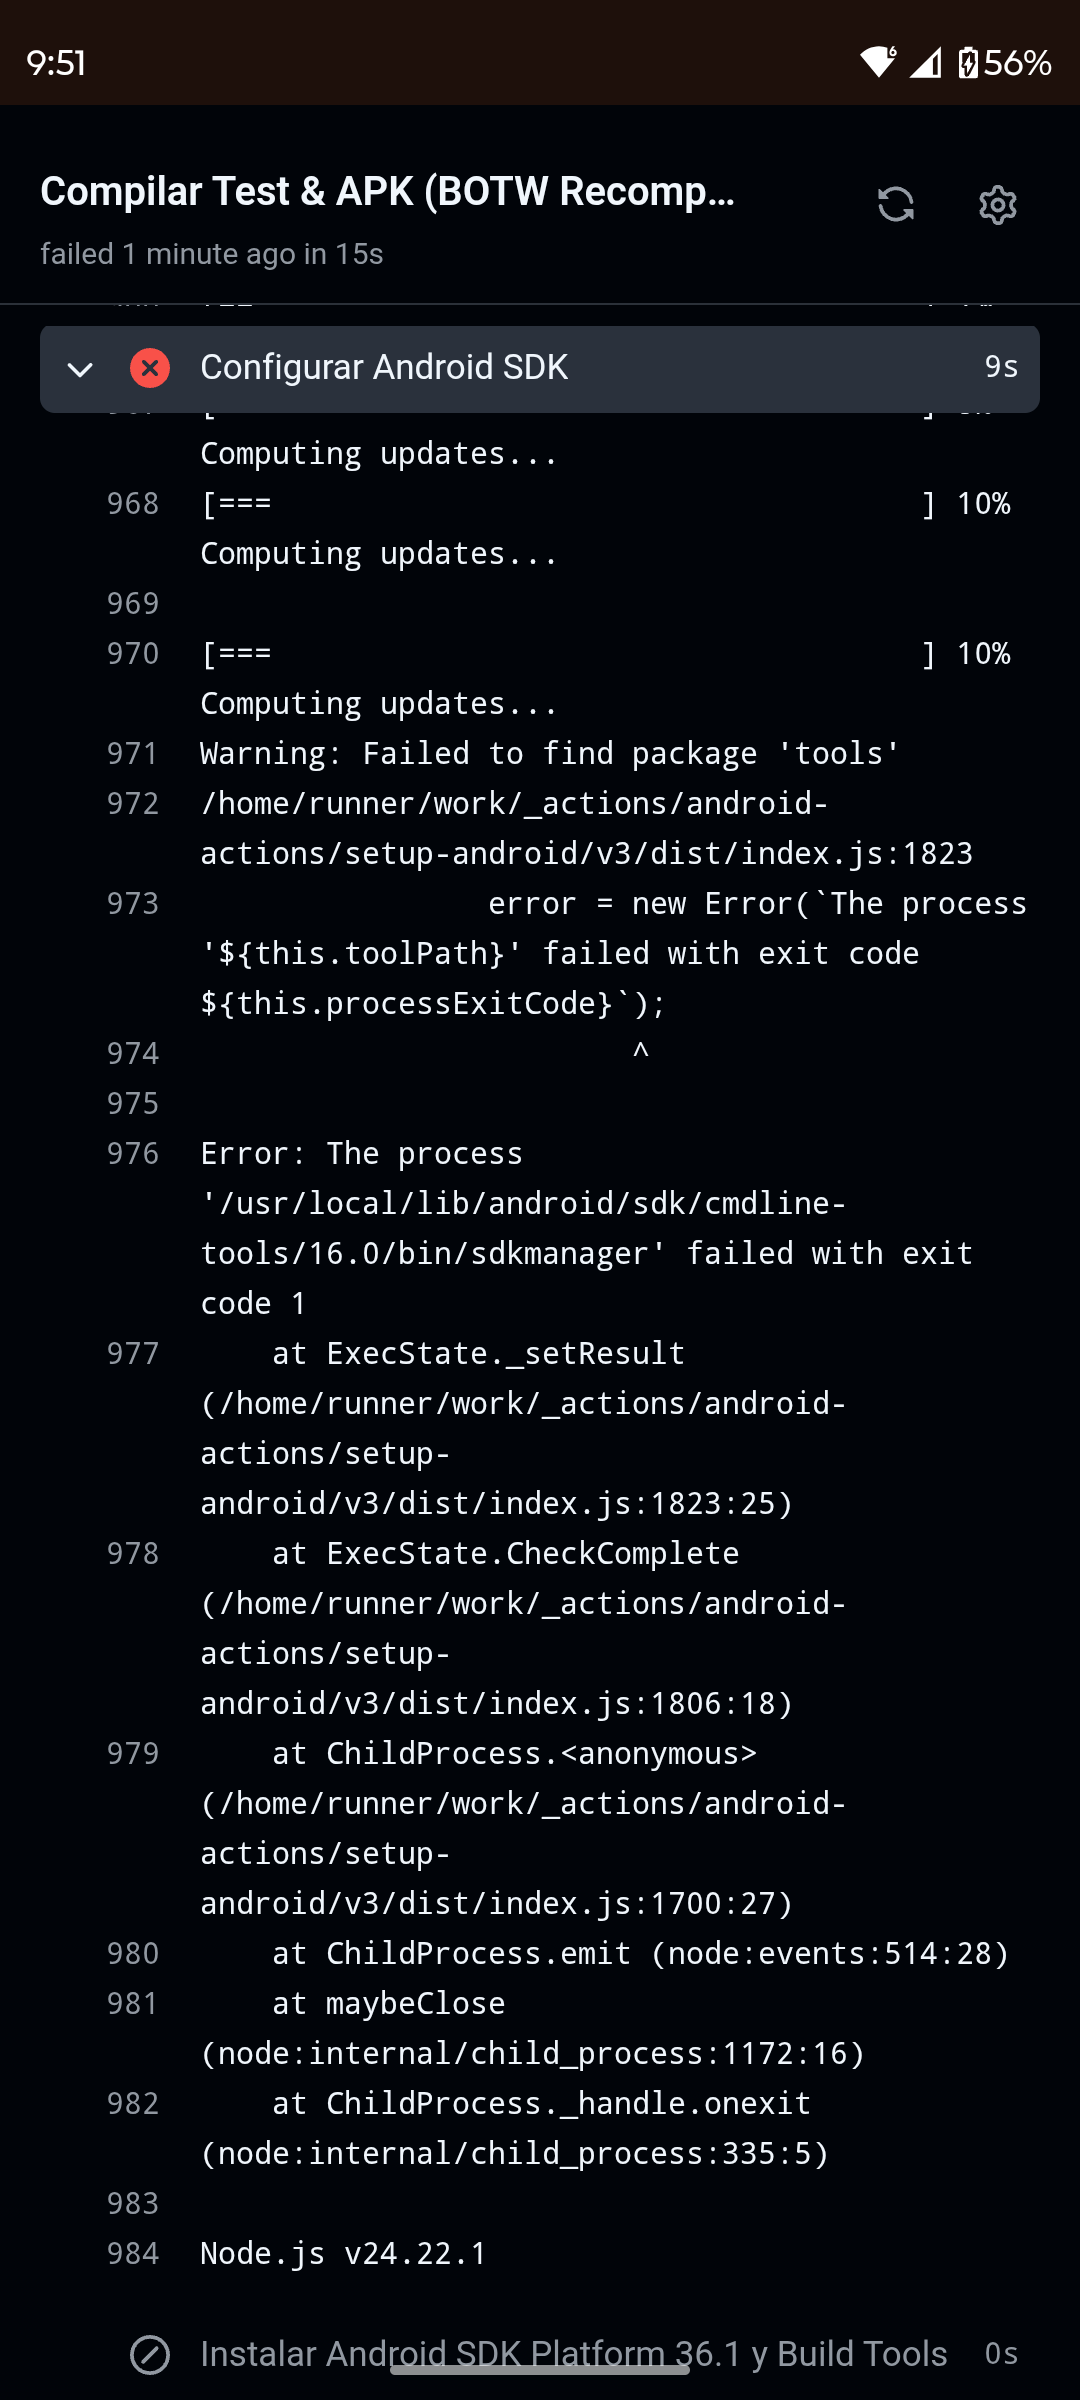 9:51
6
56%
Compilar Test & APK (BOTW Recomp...
failed 1 minute ago in 15s
Configurar Android SDK 9s
Computing updates...
968 [=== ] 10%
Computing updates...
969
970 [=== ] 10%
Computing updates...
971 Warning: Failed to find package 'tools'
972 /home/runner/work/_actions/android-
actions/setup-android/v3/dist/index.js:1823
973 error = new Error(`The process
'${this.toolPath}' failed with exit code
${this.processExitCode}`);
974 ^
975
976 Error: The process
'/usr/local/lib/android/sdk/cmdline-
tools/16.0/bin/sdkmanager' failed with exit
code 1
977 at ExecState._setResult
(/home/runner/work/_actions/android-
actions/setup-
android/v3/dist/index.js:1823:25)
978 at ExecState.CheckComplete
(/home/runner/work/_actions/android-
actions/setup-
android/v3/dist/index.js:1806:18)
979 at ChildProcess.<anonymous>
(/home/runner/work/_actions/android-
actions/setup-
android/v3/dist/index.js:1700:27)
980 at ChildProcess.emit (node:events:514:28)
981 at maybeClose
(node:internal/child_process:1172:16)
982 at ChildProcess._handle.onexit
(node:internal/child_process:335:5)
983
984 Node.js v24.22.1
Instalar Android SDK Platform 36.1 y Build Tools 0s